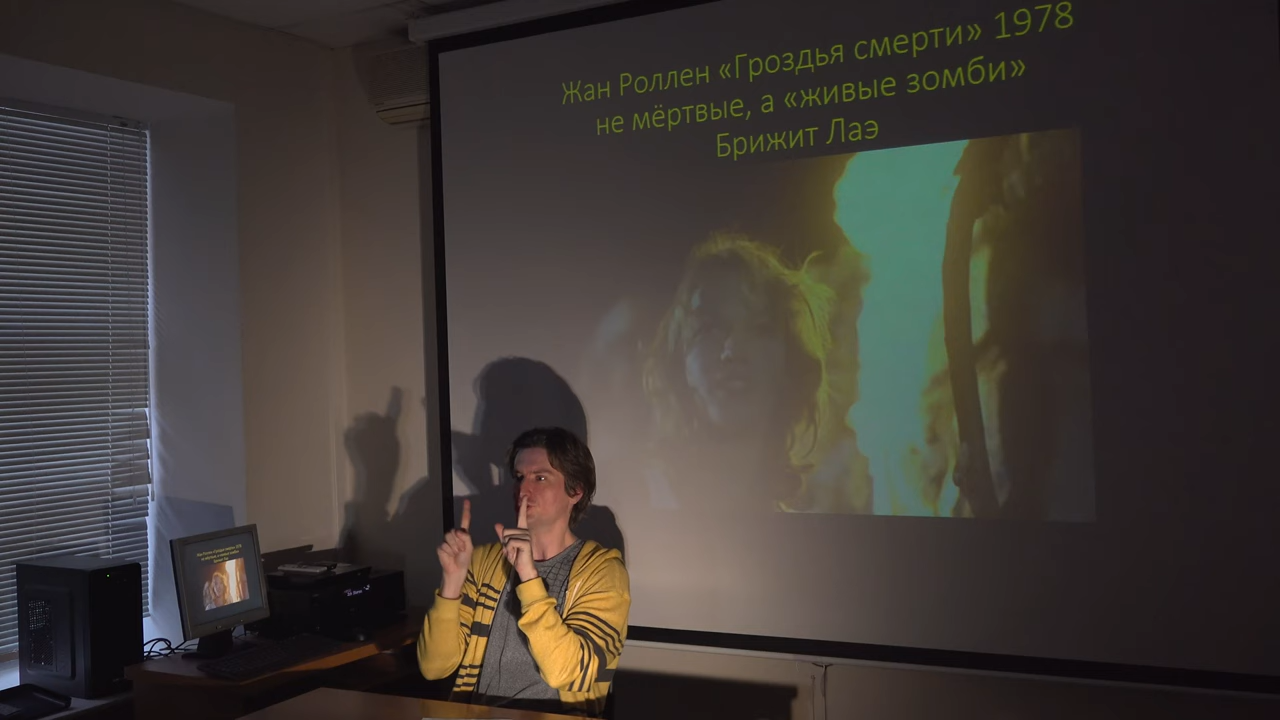 Жан Роллен «Гроздья смерти» 1978
не мёртвые, а «живые зомби»
Брижит Лаэ